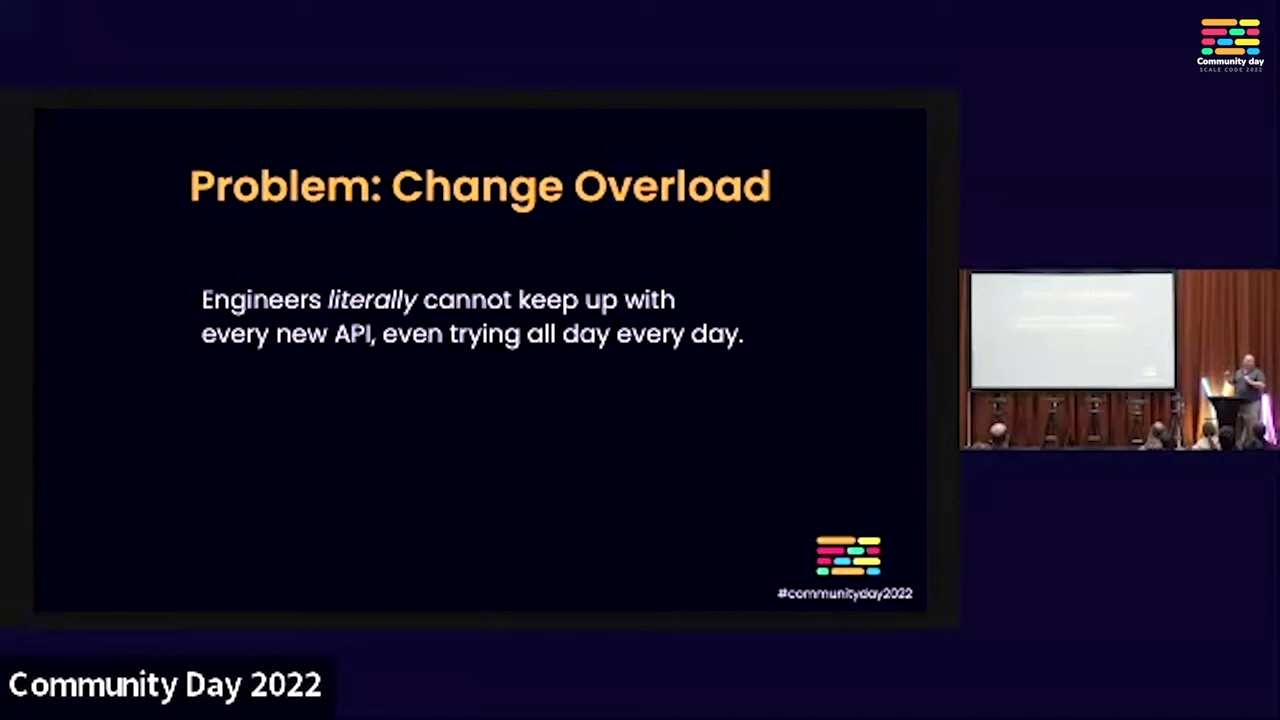 Community day
SCALE CODE 2022
Problem: Change Overload
Engineers literally cannot keep up with
every new API, even trying all day every day.
#communityday2022
Community Day 2022